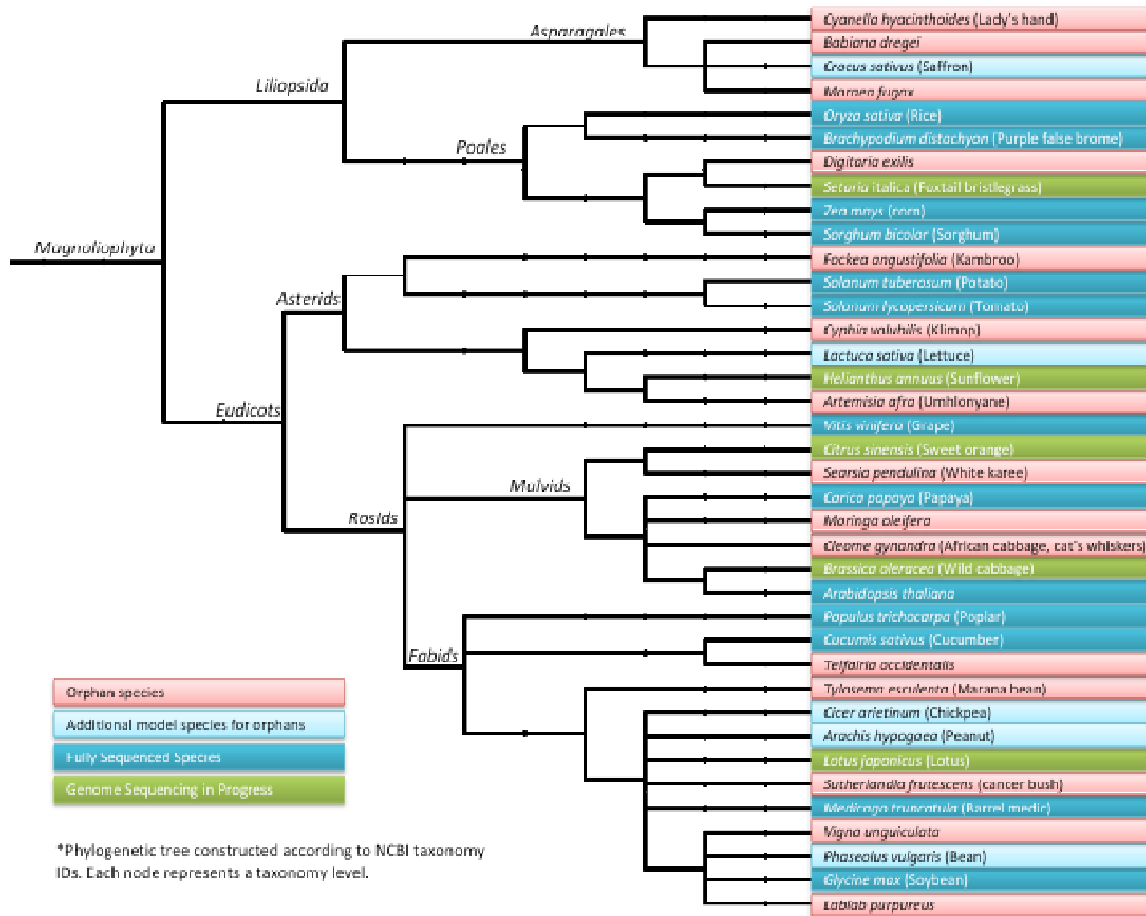 Cyanella hyacinthoides (Lady's hand)
Asparagales
Babiana dregei
Crocus sativus (Saffron)
Liliopsida
Moraea fugax
Oryza sativa (Rice)
Brachypodium distachyon (Purple false brome)
Poales
Digitaria exilis
Setaria italica (Foxtail bristlegrass)
Zea mays (corn)
Sorghum bicolor (Sorghum)
Magnoliophyta
Fockea angustifolia (Kambroo)
Solanum tuberosum (Potato)
Asterids
Solanum lycopersicum (Tomato)
Cyphia volubilis (Klimop)
Lactuca sativa (Lettuce)
Helianthus annuus (Sunflower)
Artemisia afra (Umhlonyane)
Eudicots
Vitis vinifera (Grape)
Citrus sinensis (Sweet orange)
Searsia pendulina (White karee)
Malvids
Carica papaya (Papaya)
Rosids
Moringa oleifera
Cleome gynandra (African cabbage, cat's whiskers)
Brassica oleracea (Wild cabbage)
Arabidopsis thaliana
Populus trichocarpa (Poplar)
Cucumis sativus (Cucumber)
Fabids
Telfairia occidentalis
Tylosema esculenta (Marama bean)
Cicer arietinum (Chickpea)
Arachis hypogaea (Peanut)
Lotus japonicus (Lotus)
Sutherlandia frutescens (cancer bush)
Medicago truncatula (Barrel medic)
Vigna unguiculata
Phaseolus vulgaris (Bean)
Glycine max (Soybean)
Lablab purpureus
Orphan species
Additional model species for orphans
Fully Sequenced Species
Genome Sequencing in Progress
*Phylogenetic tree constructed according to NCBI taxonomy
IDs. Each node represents a taxonomy level.